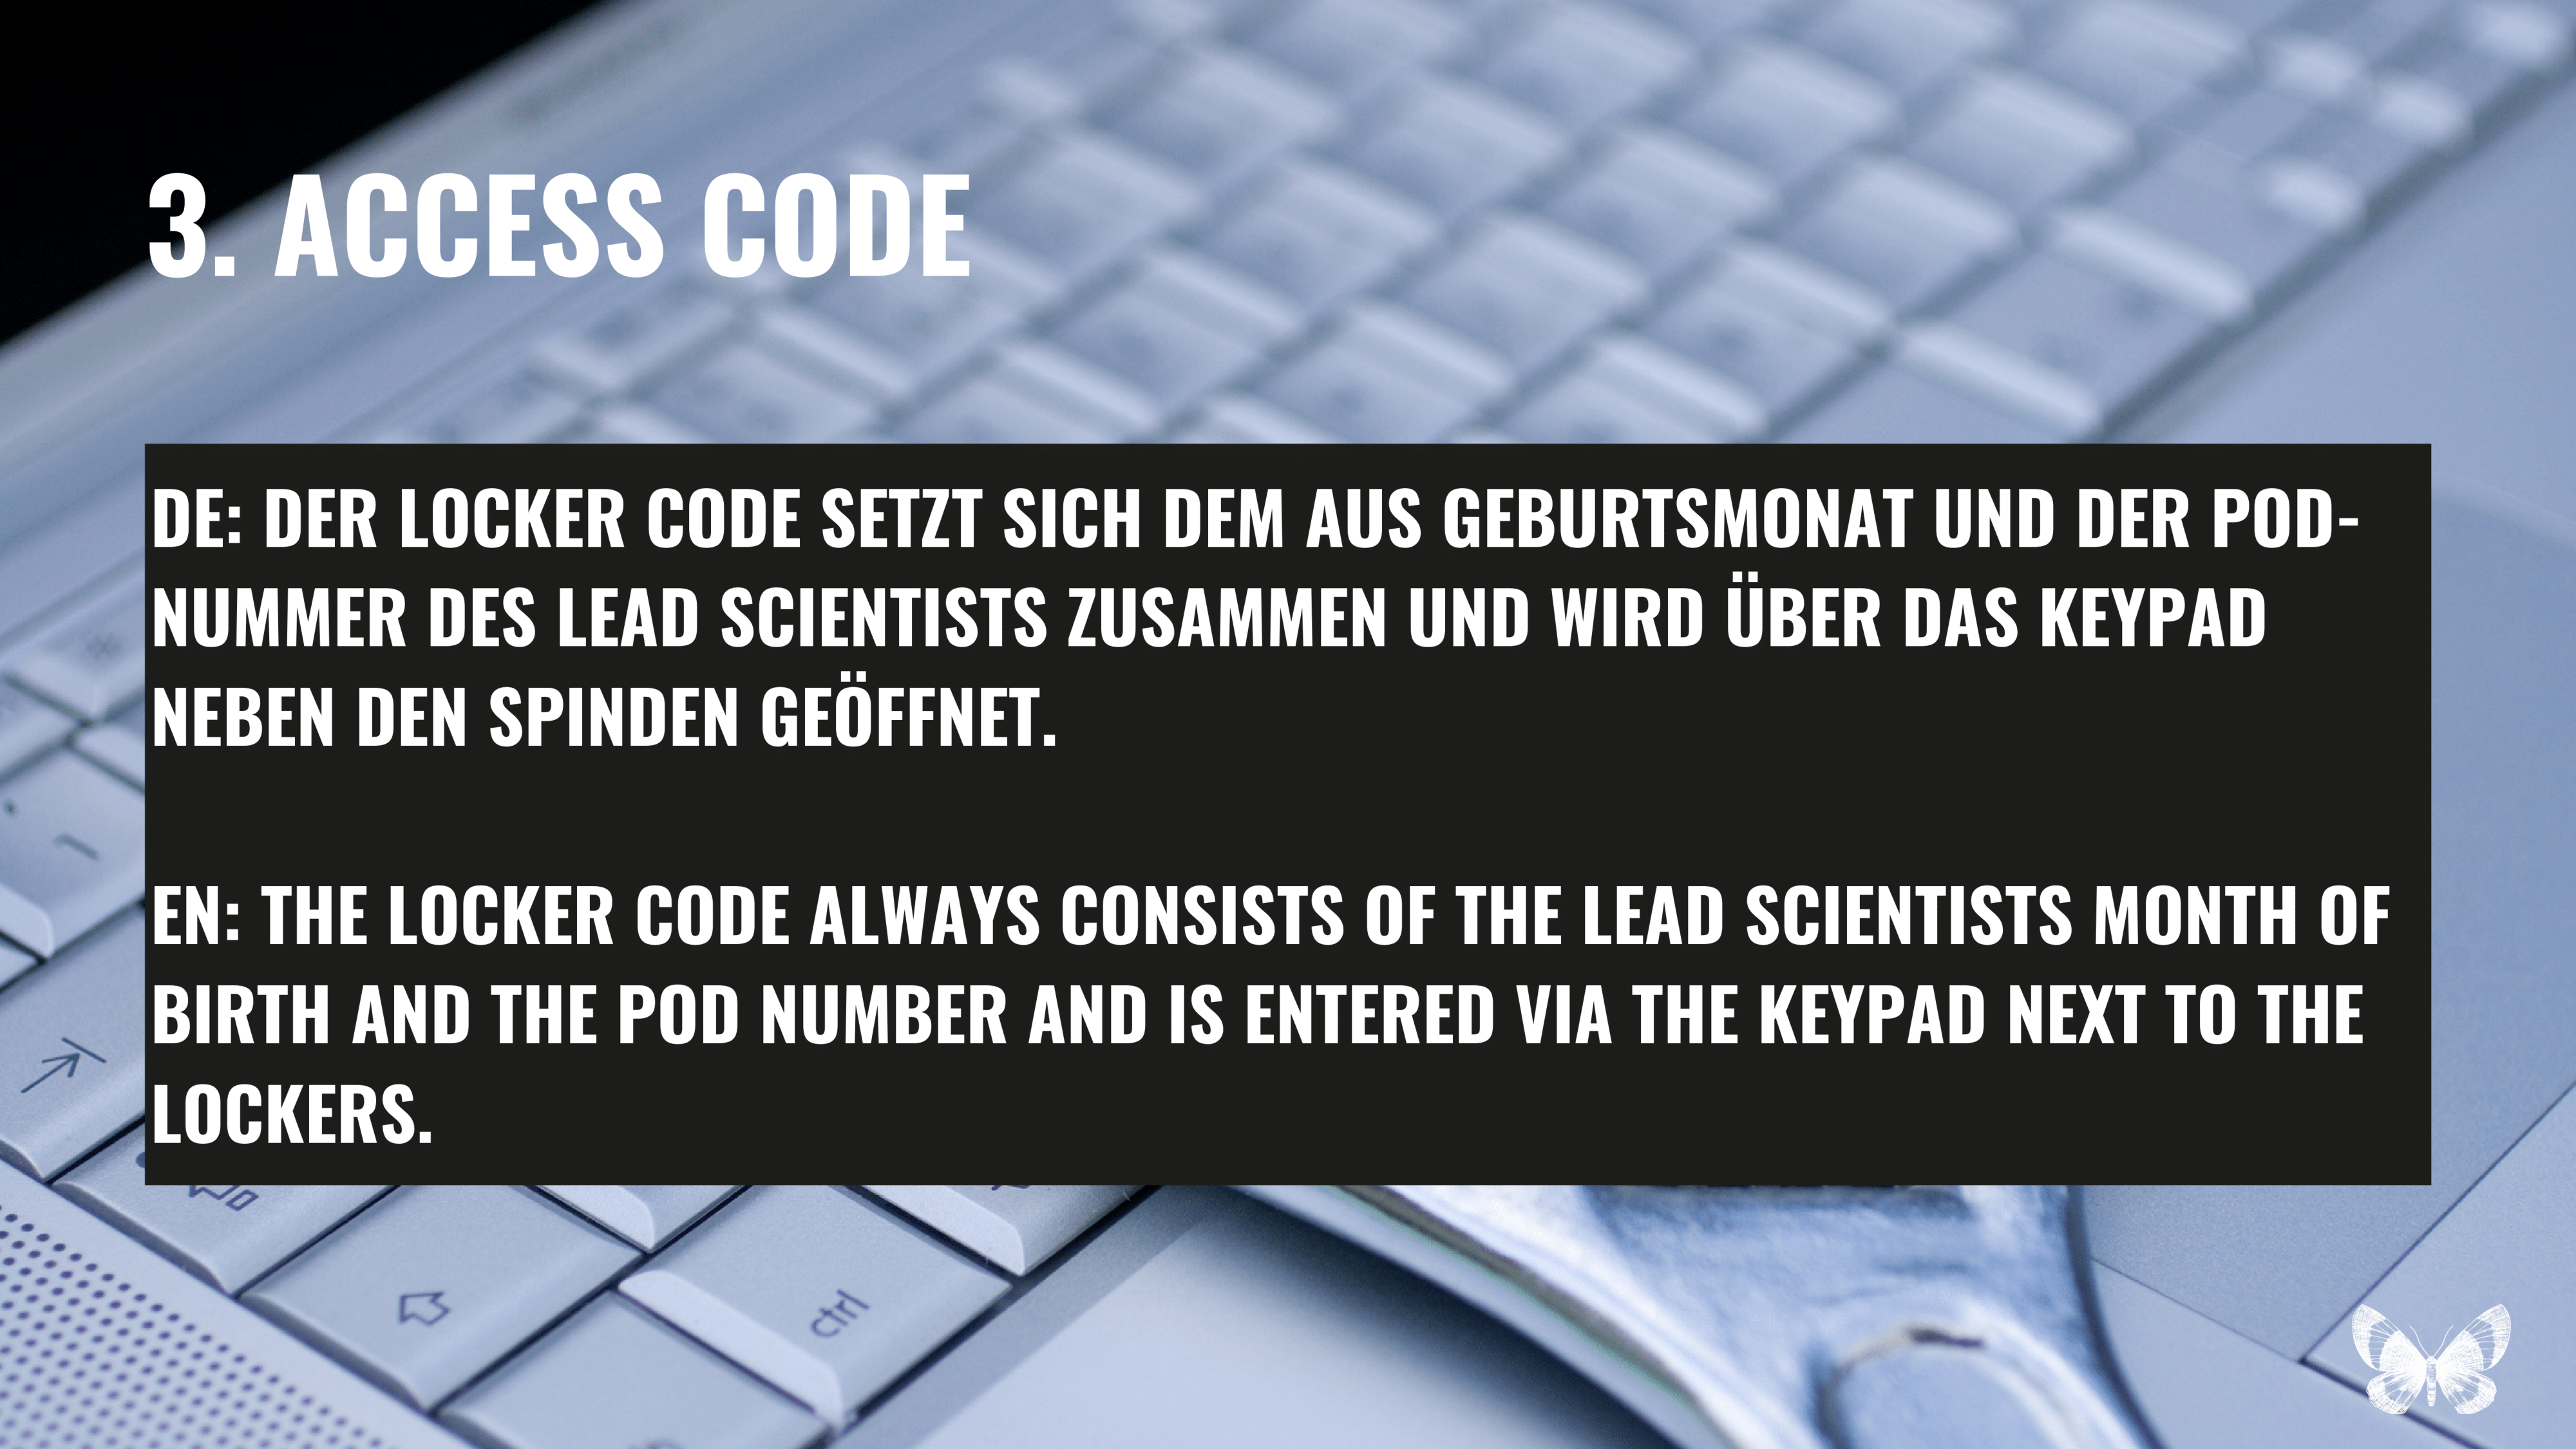 3. ACCESS CODE
DE: DER LOCKER CODE SETZT SICH DEM AUS GEBURTSMONAT UND DER POD-
NUMMER DES LEAD SCIENTISTS ZUSAMMEN UND WIRD ÜBER DAS KEYPAD
NEBEN DEN SPINDEN GEÖFFNET.
EN: THE LOCKER CODE ALWAYS CONSISTS OF THE LEAD SCIENTISTS MONTH OF
BIRTH AND THE POD NUMBER AND IS ENTERED VIA THE KEYPAD NEXT TO THE
LOCKERS.
ctrl